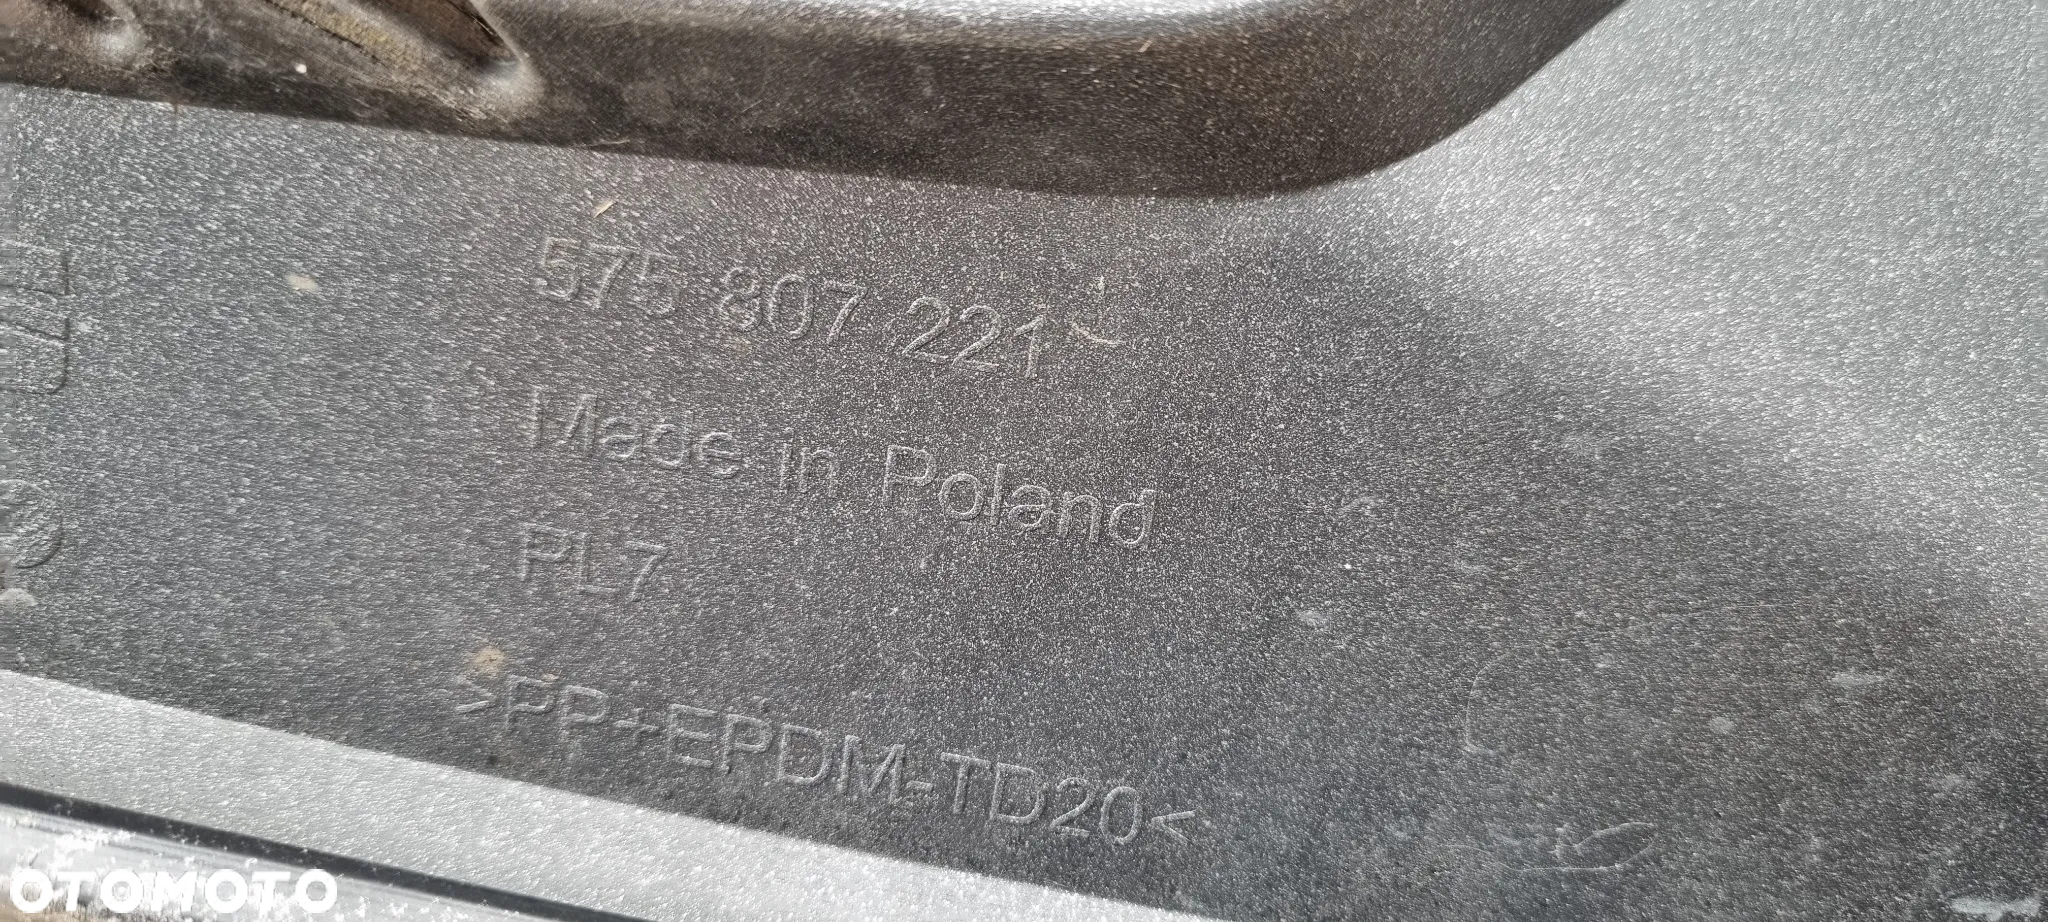 575 807 221
Made in Poland
PL7
>PP+EPDM-TD20<
OTOMOTO